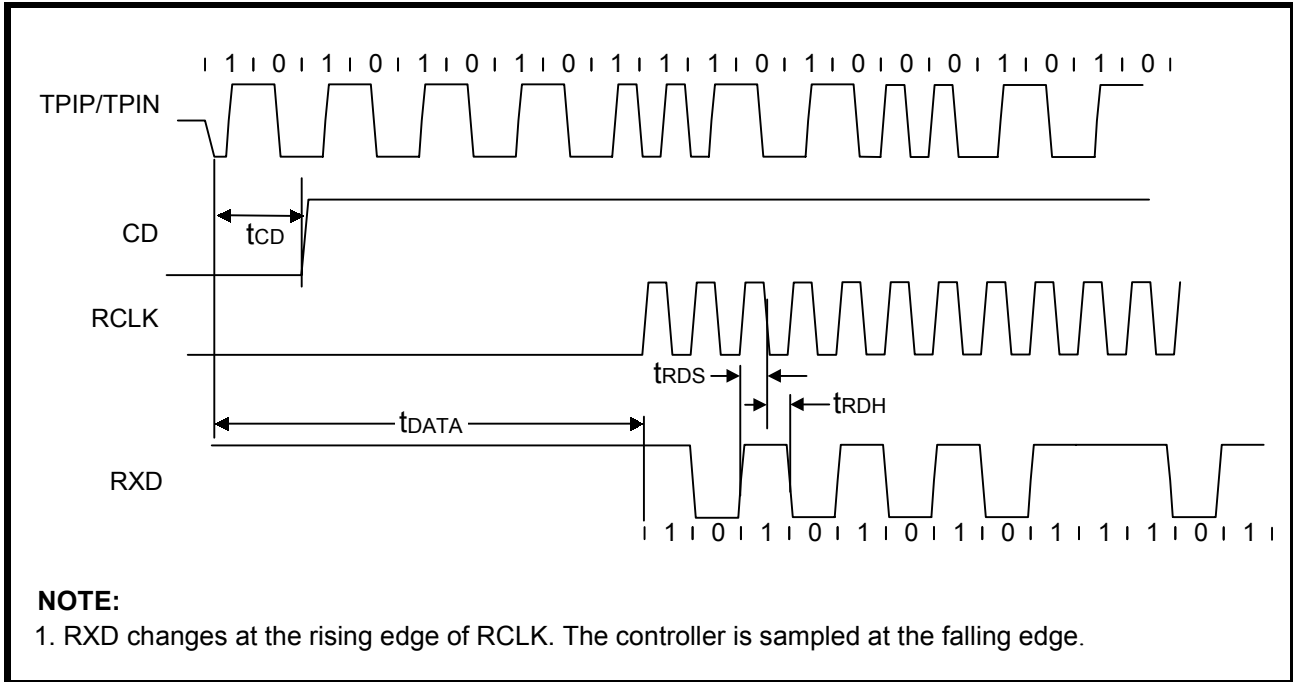 1 0 1 0 1 0 1 0 1 1 1 0 1 0 0 0 1 0 1 0
TPIP/TPIN
CD
tCD
RCLK
tRDS
tRDH
tDATA
RXD
1 0 1 0 1 0 1 0 1 1 1 0 1
NOTE:
1. RXD changes at the rising edge of RCLK. The controller is sampled at the falling edge.